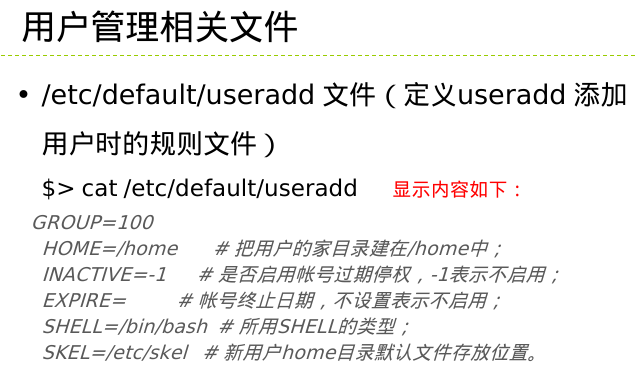 用户管理相关文件
• /etc/default/useradd 文件（定义useradd 添加
用户时的规则文件）
$> cat /etc/default/useradd 显示内容如下：
GROUP=100
HOME=/home # 把用户的家目录建在/home中；
INACTIVE=-1 # 是否启用帐号过期停权，-1表示不启用；
EXPIRE= # 帐号终止日期，不设置表示不启用；
SHELL=/bin/bash # 所用SHELL的类型；
SKEL=/etc/skel # 新用户home目录默认文件存放位置。